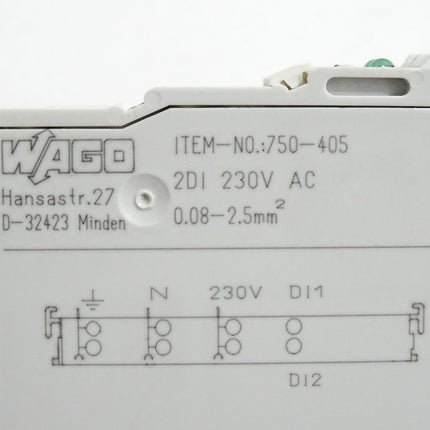 WAGO
Hansastr.27
D-32423 Minden
ITEM-NO.:750-405
2DI 230V AC
0.08-2.5mm²
N 230V DI1
DI2